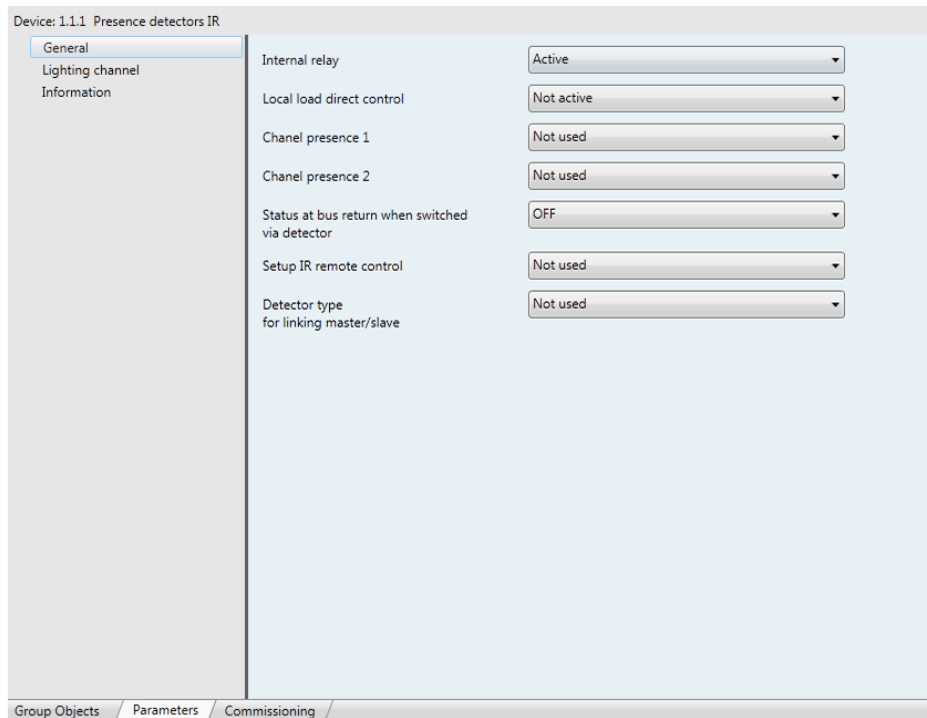 Device: 1.1.1 Presence detectors IR
General
Lighting channel
Information
Internal relay
Active
Local load direct control
Not active
Chanel presence 1
Not used
Chanel presence 2
Not used
Status at bus return when switched
via detector
OFF
Setup IR remote control
Not used
Detector type
for linking master/slave
Not used
Group Objects
Parameters
Commissioning